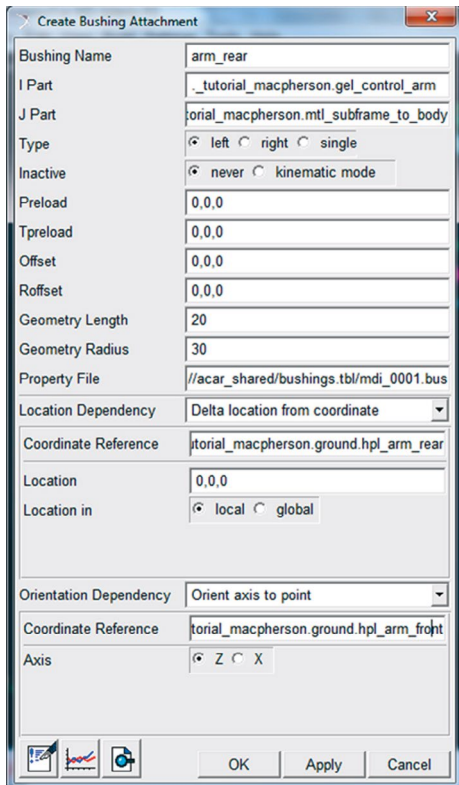 Create Bushing Attachment
x
Bushing Name arm_rear
I Part ._tutorial_macpherson.gel_control_arm
J Part torial_macpherson.mtl_subframe_to_body
Type left right single
Inactive never kinematic mode
Preload 0,0,0
Tpreload 0,0,0
Offset 0,0,0
Roffset 0,0,0
Geometry Length 20
Geometry Radius 30
Property File //acar_shared/bushings.tbl/mdi_0001.bus
Location Dependency Delta location from coordinate
Coordinate Reference utorial_macpherson.ground.hpl_arm_rear
Location 0,0,0
Location in local global
Orientation Dependency Orient axis to point
Coordinate Reference torial_macpherson.ground.hpl_arm_front
Axis Z X
OK Apply Cancel